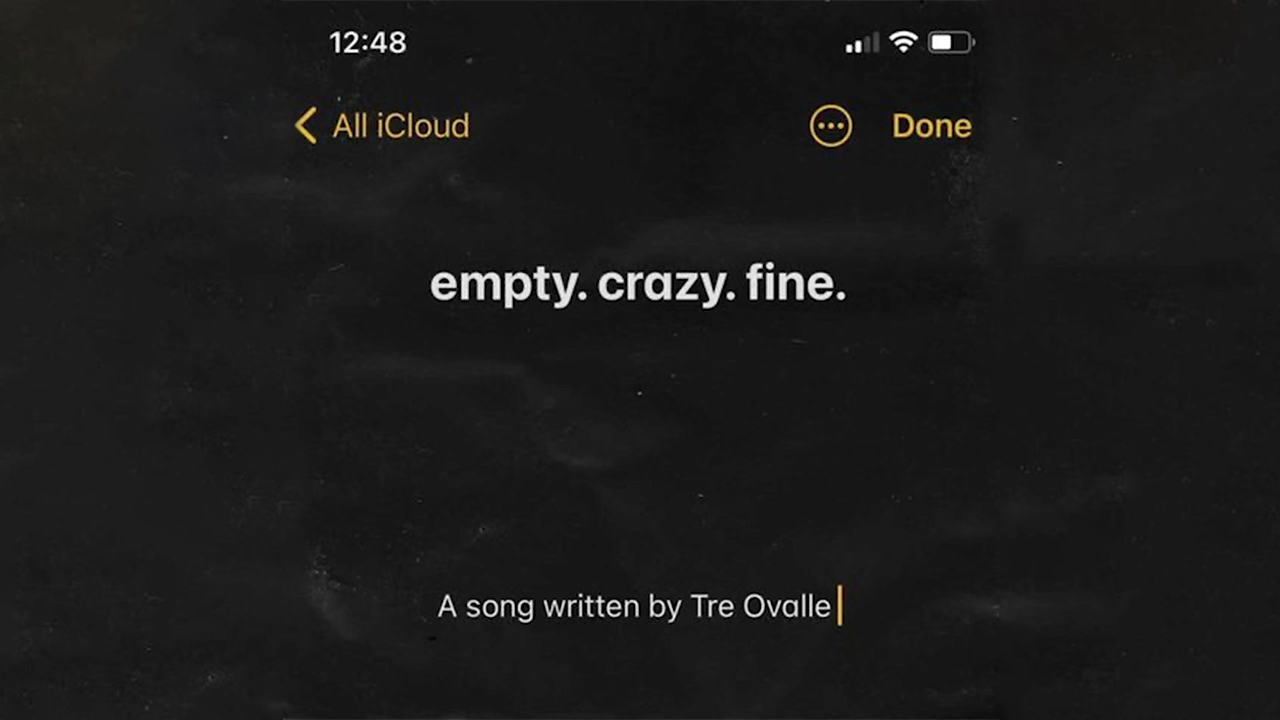 12:48
All iCloud
Done
empty. crazy. fine.
A song written by Tre Ovalle